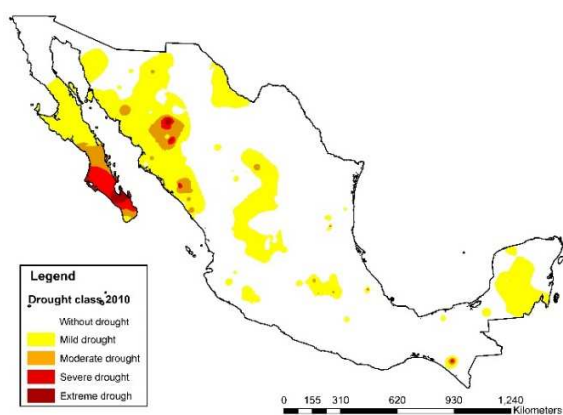 Legend
Drought class 2010
Without drought
Mild drought
Moderate drought
Severe drought
Extreme drough
0 155 310 620 930 1,240
Kilometers